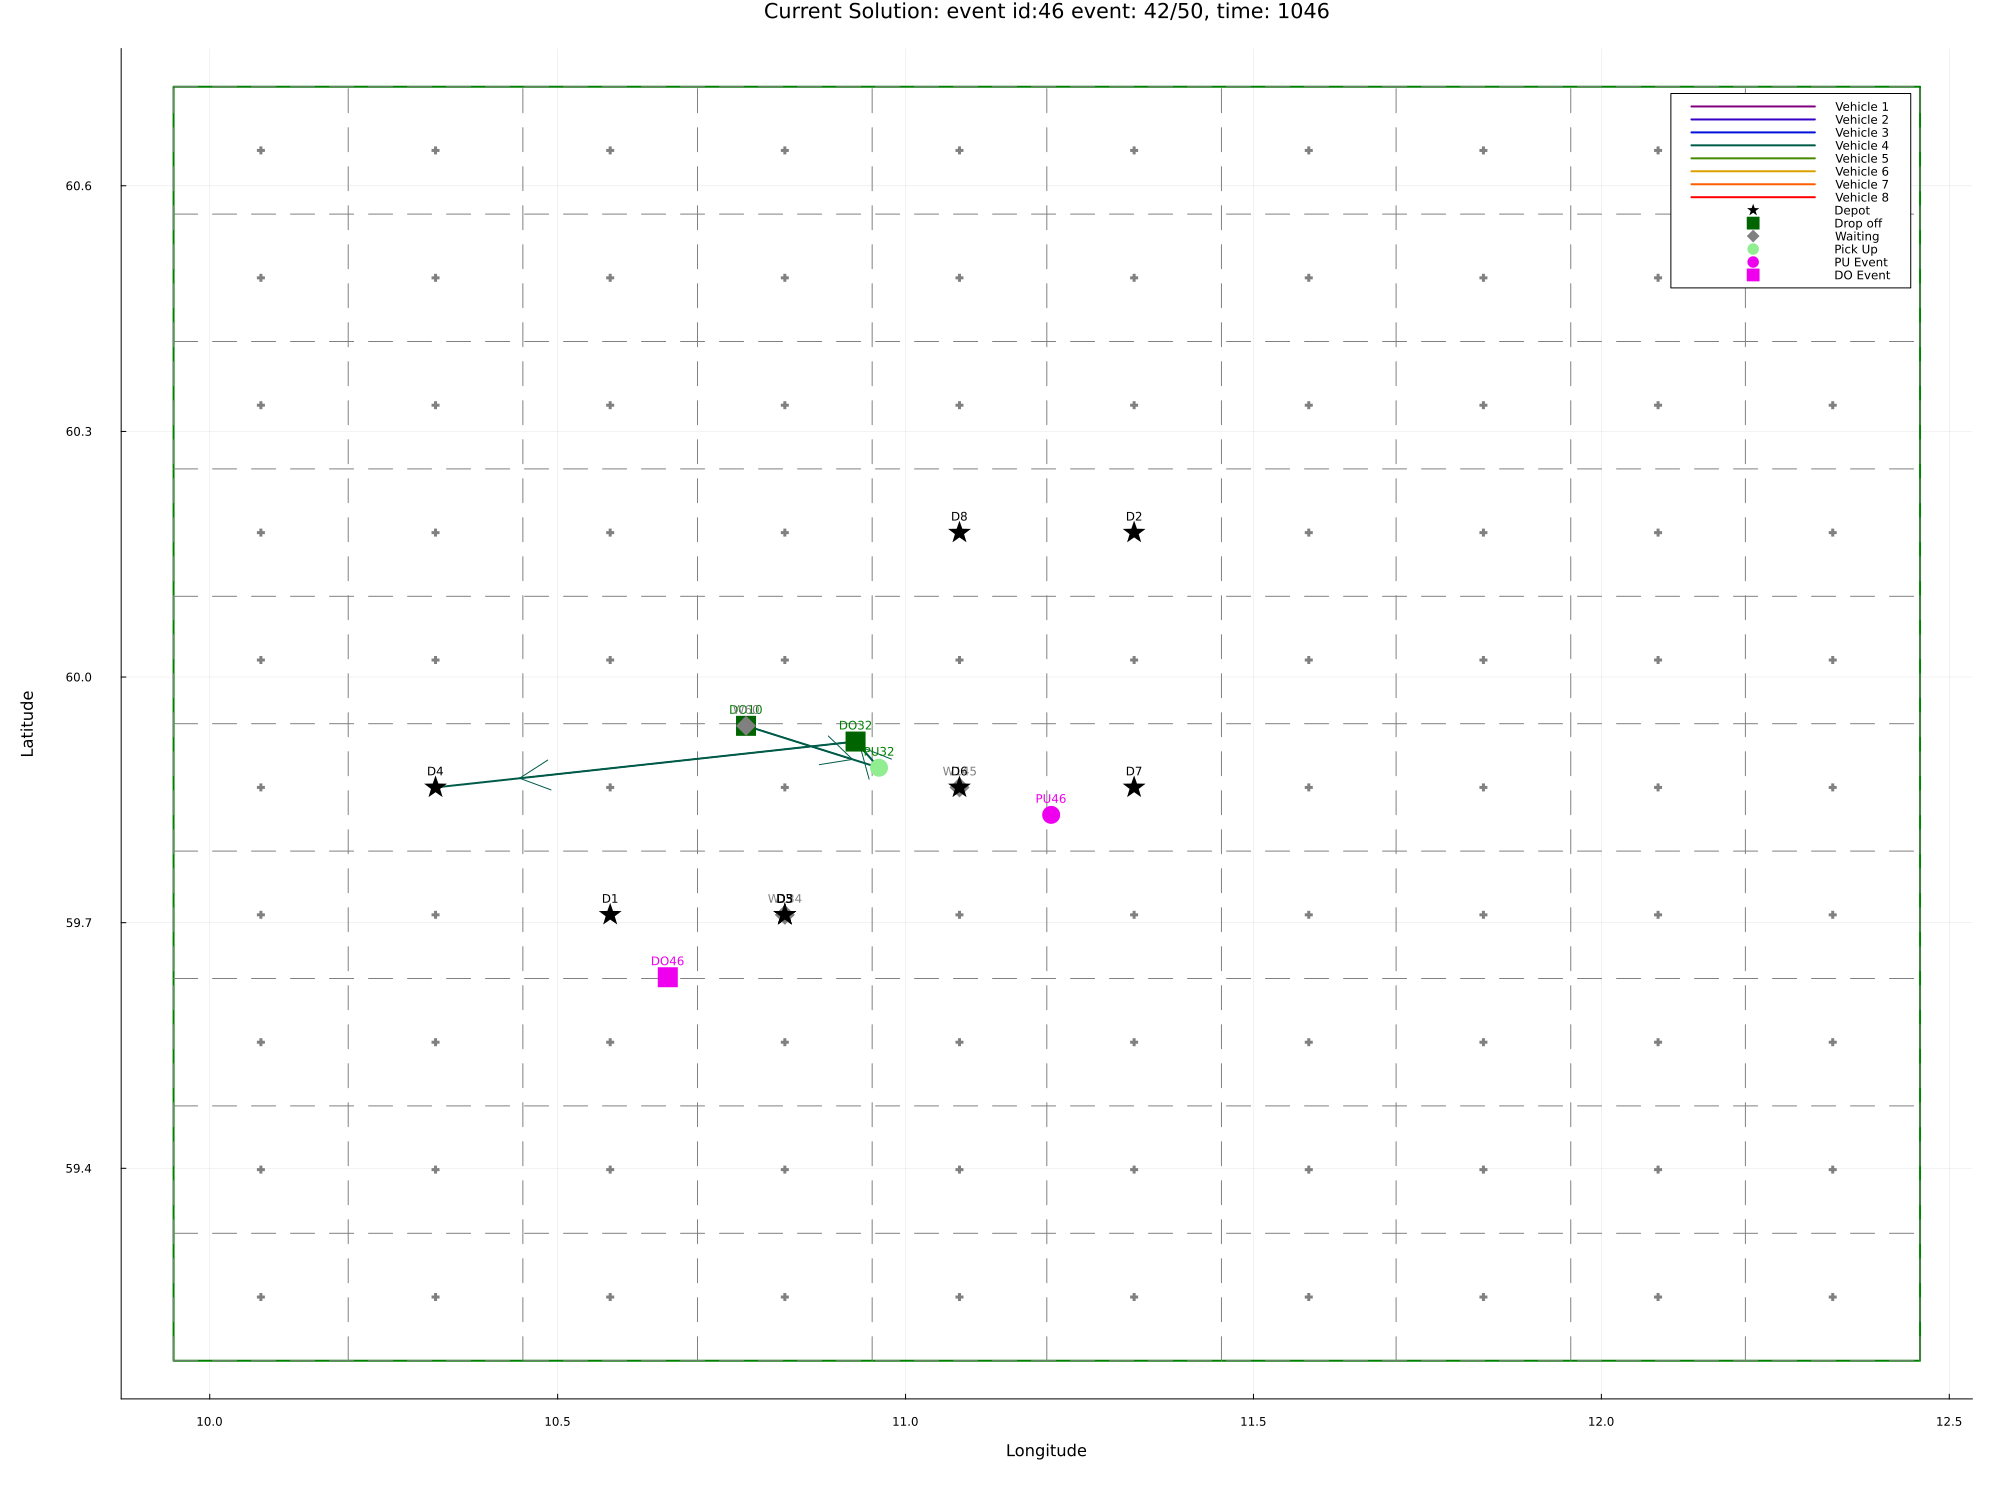 Current Solution: event id:46 event: 42/50, time: 1046
Vehicle 1
Vehicle 2
Vehicle 3
Vehicle 4
Vehicle 5
Vehicle 6
Vehicle 7
Vehicle 8
Depot
Drop off
Waiting
Pick Up
PU Event
DO Event
60.6
60.3
60.0
59.7
59.4
Latitude
D8
D2
DO10
DO32
PU32
D4
D6
D7
PU46
D1
DO46
10.0
10.5
11.0
11.5
12.0
12.5
Longitude